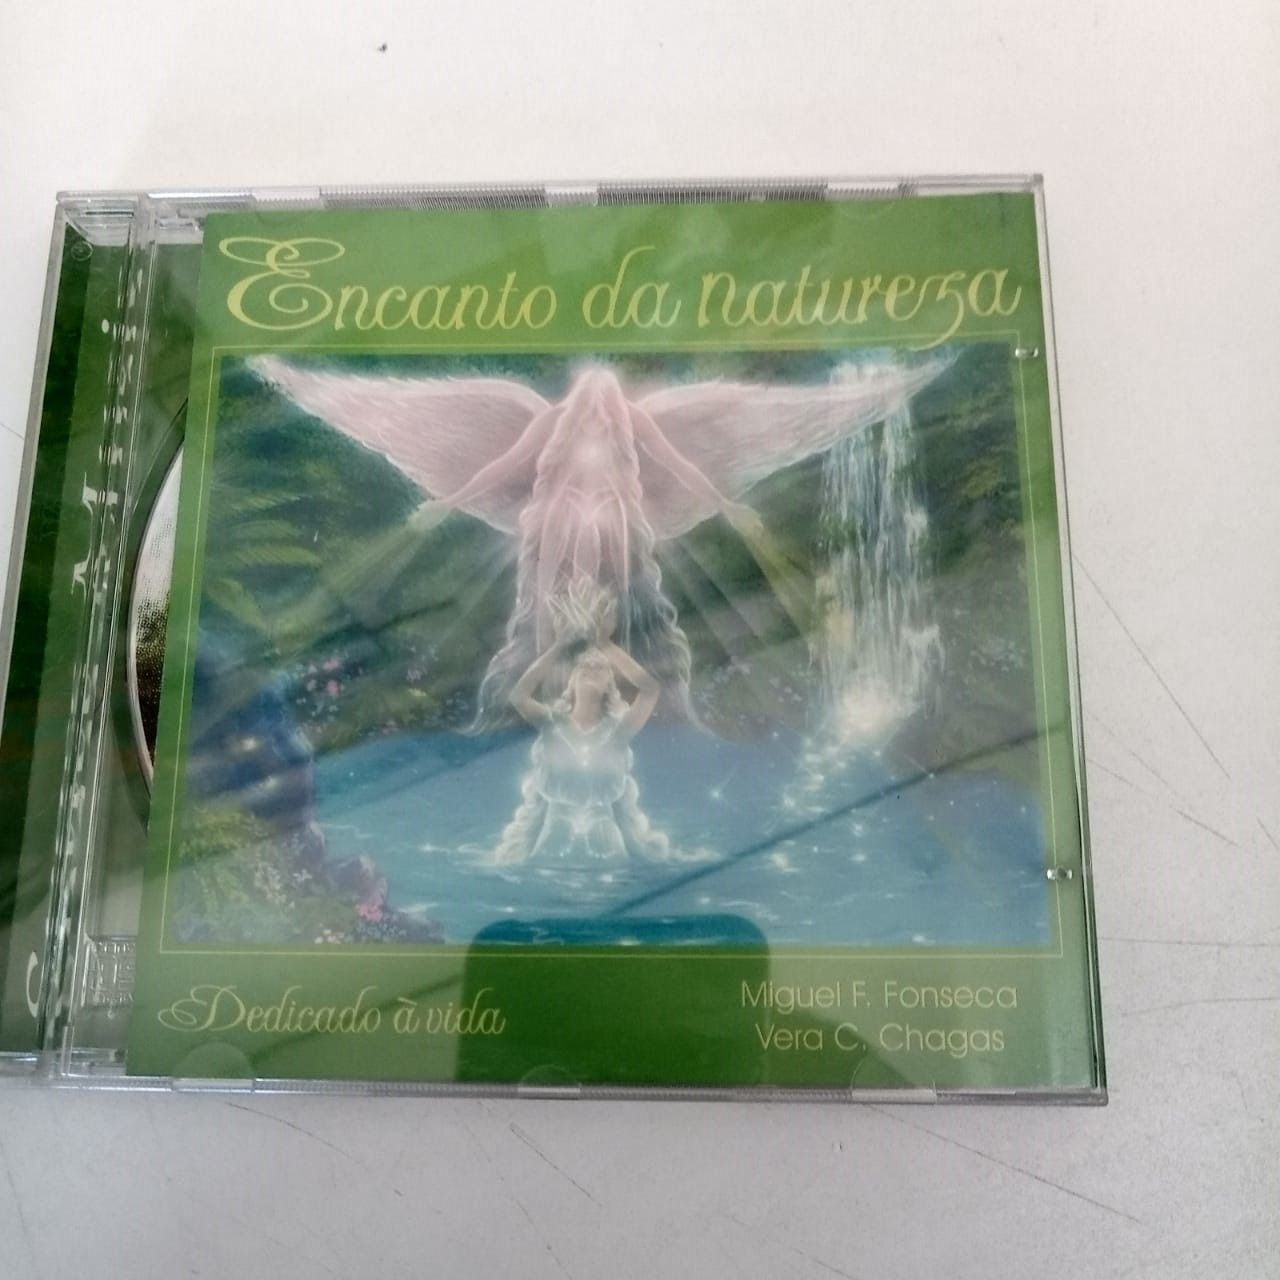 Encanto da natureza
Dedicado à vida
Miguel F. Fonseca
Vera C. Chagas